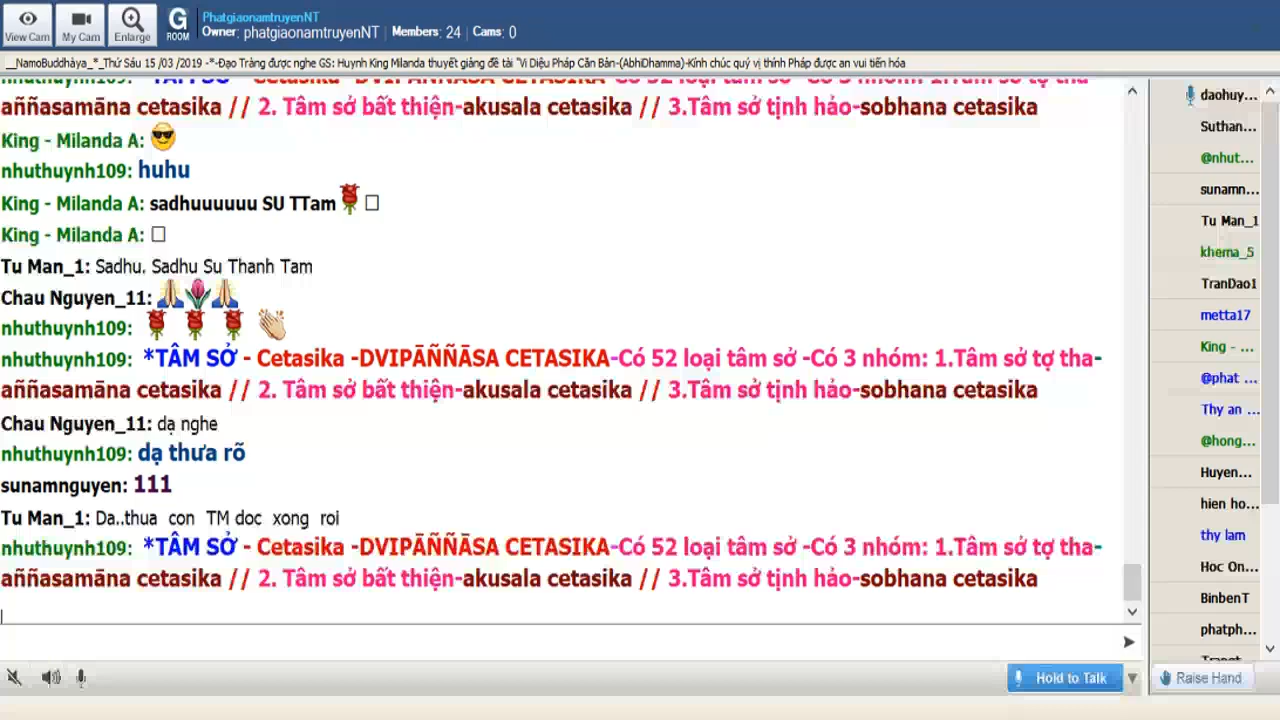 PhatgiaonamtruyenNT
View Cam My Cam Enlarge G ROOM Owner: phatgiaonamtruyenNT Members: 24 Cams: 0
__NamoBuddhàya_*_Thứ Sáu 15 /03 /2019 -*-Đạo Tràng được nghe GS: Huynh King Milanda thuyết giảng đề tài "Vi Diệu Pháp Căn Bản-(AbhiDhamma)-Kính chúc quý vị thính Pháp được an vui tiến hóa
aññasamāna cetasika // 2. Tâm sở bất thiện-akusala cetasika // 3.Tâm sở tịnh hảo-sobhana cetasika
King - Milanda A:
nhuthuynh109: huhu
King - Milanda A: sadhuuuuuu SU TTam
King - Milanda A:
Tu Man_1: Sadhu. Sadhu Su Thanh Tam
Chau Nguyen_11:
nhuthuynh109:
nhuthuynh109: *TÂM SỞ - Cetasika -DVIPĀÑÑĀSA CETASIKA-Có 52 loại tâm sở -Có 3 nhóm: 1.Tâm sở tợ tha-
aññasamāna cetasika // 2. Tâm sở bất thiện-akusala cetasika // 3.Tâm sở tịnh hảo-sobhana cetasika
Chau Nguyen_11: dạ nghe
nhuthuynh109: dạ thưa rõ
sunamnguyen: 111
Tu Man_1: Da..thua con TM doc xong roi
nhuthuynh109: *TÂM SỞ - Cetasika -DVIPĀÑÑĀSA CETASIKA-Có 52 loại tâm sở -Có 3 nhóm: 1.Tâm sở tợ tha-
aññasamāna cetasika // 2. Tâm sở bất thiện-akusala cetasika // 3.Tâm sở tịnh hảo-sobhana cetasika
daohuy...
Suthan...
@nhut...
sunamn...
Tu Man_1
khema_5
TranDao1
metta17
King - ...
@phat ...
Thy an ...
@hong...
Huyen...
hien ho...
thy lam
Hoc On...
BinbenT
phatph...
Hold to Talk
Raise Hand